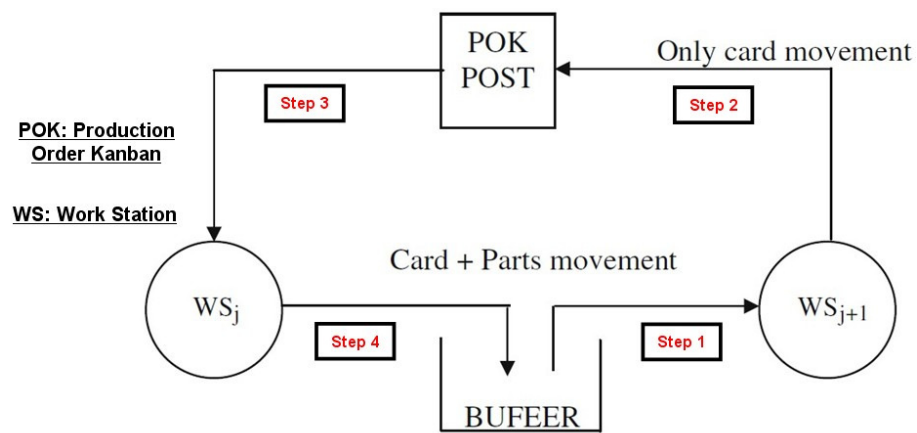 POK
POST
Only card movement
Step 3
Step 2
POK: Production
Order Kanban
WS: Work Station
Card + Parts movement
WSj
WSj+1
Step 4
Step 1
BUFEER